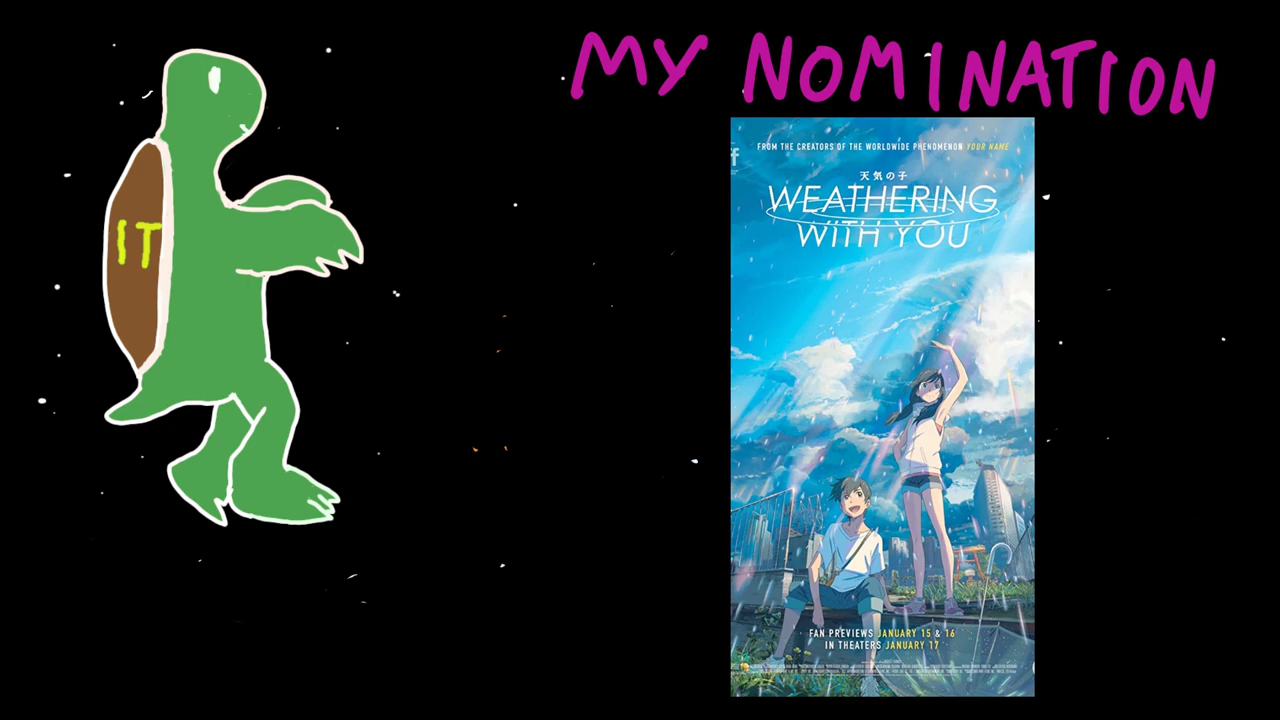 MY NOMINATION
FROM THE CREATORS OF THE WORLDWIDE PHENOMENON YOUR NAME
天気の子
WEATHERING
WITH YOU
IT
FAN PREVIEWS JANUARY 15 & 16
IN THEATERS JANUARY 17